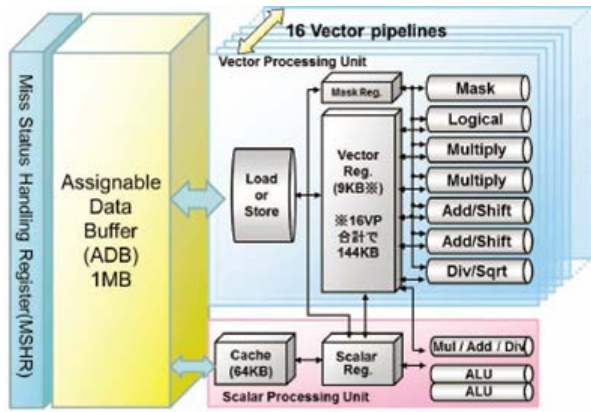 16 Vector pipelines
Vector Processing Unit
Miss Status Handling Register(MSHR)
Assignable
Data
Buffer
(ADB)
1MB
Load
or
Store
Mask Reg.
Vector
Reg.
(9KB※)
※16VP
合計で
144KB
Mask
Logical
Multiply
Multiply
Add/Shift
Add/Shift
Div/Sqrt
Cache
(64KB)
Scalar
Reg.
Mul / Add / Div
ALU
ALU
Scalar Processing Unit